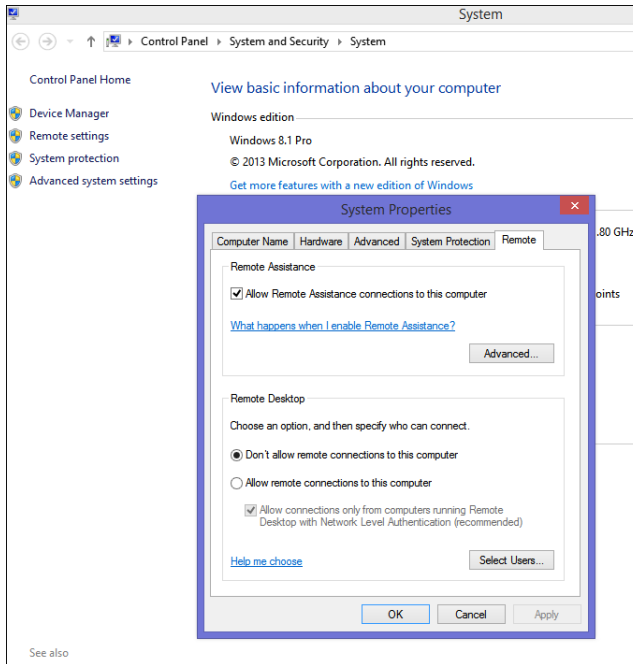 System
Control Panel
System and Security
System
Control Panel Home
Device Manager
Remote settings
System protection
Advanced system settings
See also
View basic information about your computer
Windows edition
Windows 8.1 Pro
© 2013 Microsoft Corporation. All rights reserved.
Get more features with a new edition of Windows
.80 GHz
oints
System Properties
Computer Name
Hardware
Advanced
System Protection
Remote
Remote Assistance
Allow Remote Assistance connections to this computer
What happens when I enable Remote Assistance?
Advanced...
Remote Desktop
Choose an option, and then specify who can connect.
Don't allow remote connections to this computer
Allow remote connections to this computer
Allow connections only from computers running Remote
Desktop with Network Level Authentication (recommended)
Help me choose
Select Users...
OK
Cancel
Apply